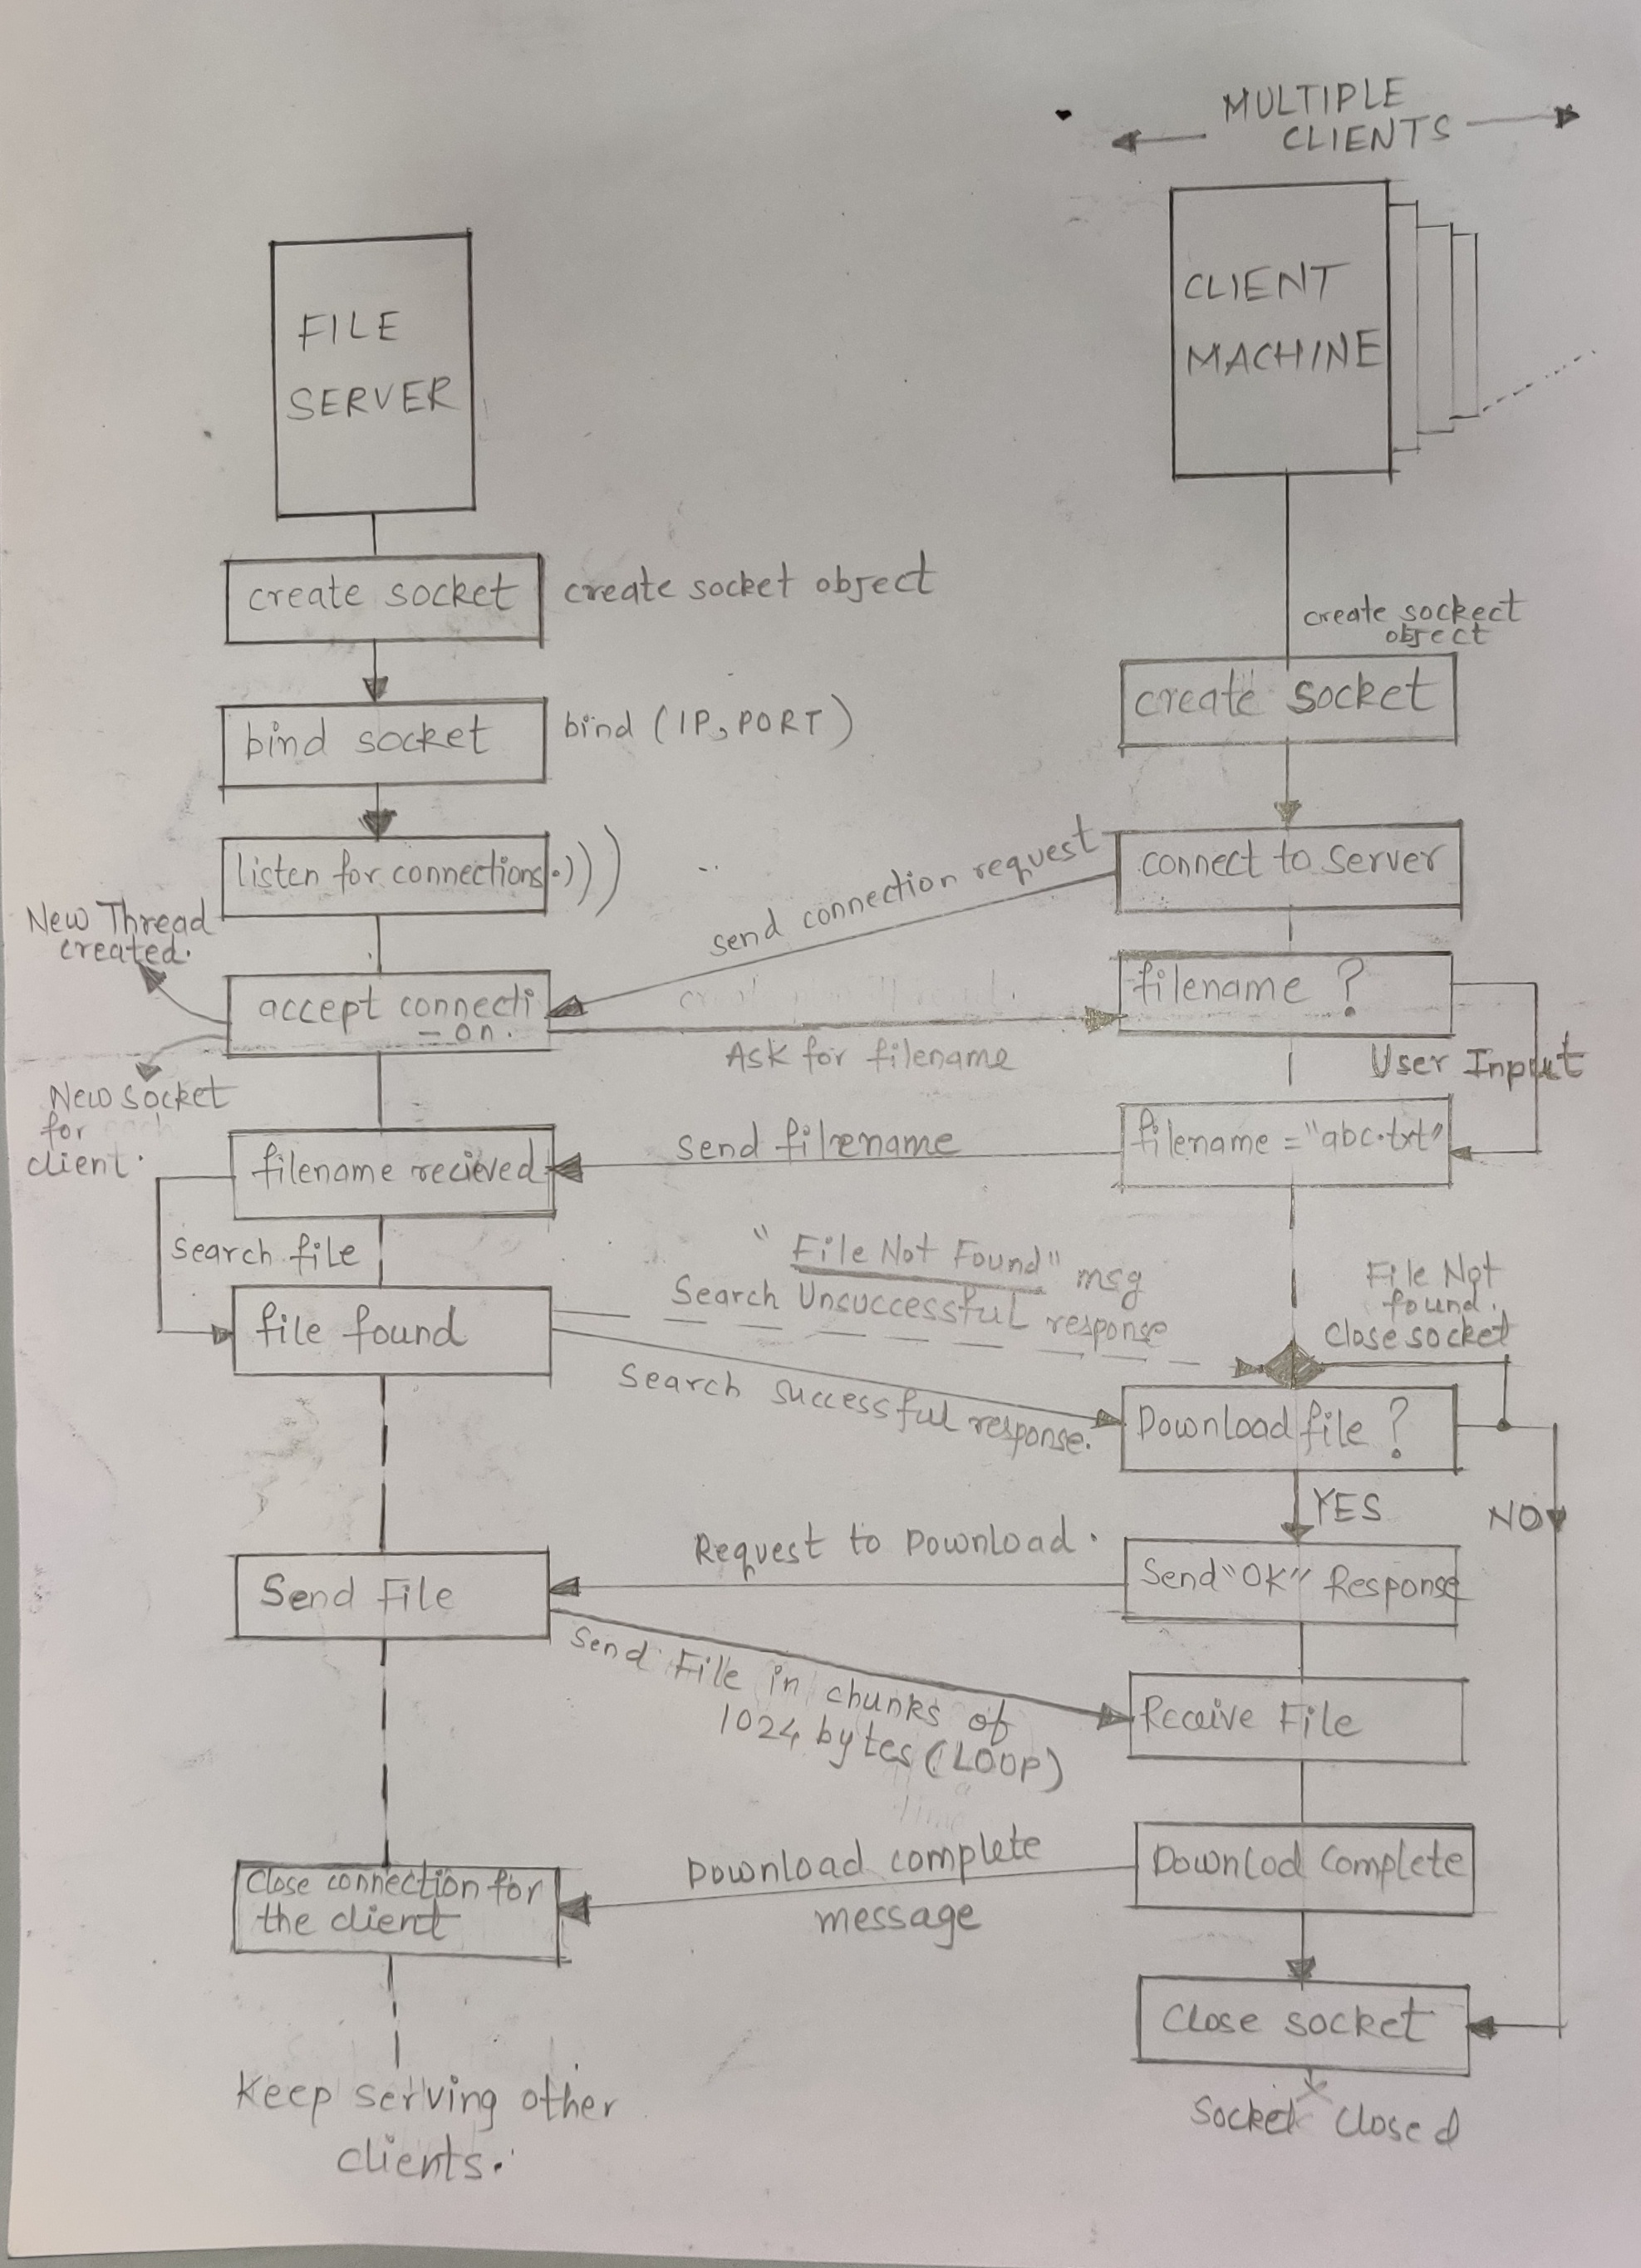 MULTIPLE
CLIENTS
FILE
SERVER
CLIENT
MACHINE
create socket
create socket object
create sockect
object
create socket
bind socket
bind (IP, PORT)
listen for connections
send connection request
connect to Server
New Thread
created.
accept connecti
-on.
filename ?
Ask for filename
User Input
New socket
for each
client.
filename recieved
send filename
filename = "abc.txt"
Search file
"File Not Found" msg
Search Unsuccessful response
File Not
found.
Close socket
file found
Search successful response.
Download file ?
YES
NO
Request to Download.
Send "OK" Response
Send File
Send File in chunks of
1024 bytes (LOOP)
Receive File
Download complete
message
Downlod Complete
Close connection for
the client
Close socket
Keep serving other
clients.
Socket Closed